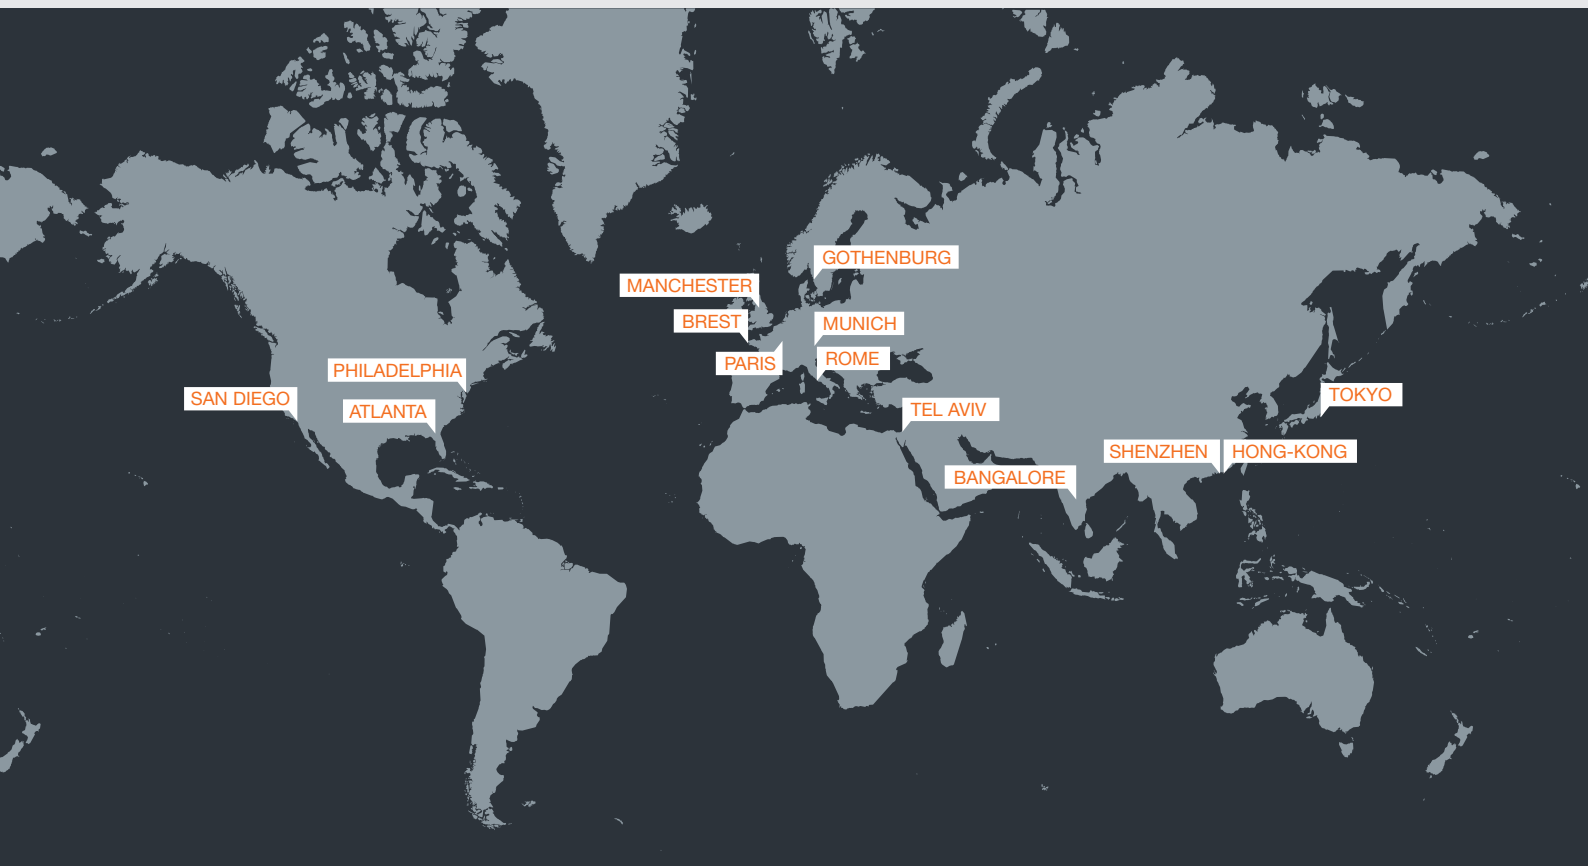 GOTHENBURG
MANCHESTER
BREST
MUNICH
PARIS
ROME
PHILADELPHIA
SAN DIEGO
ATLANTA
TEL AVIV
TOKYO
SHENZHEN
HONG-KONG
BANGALORE